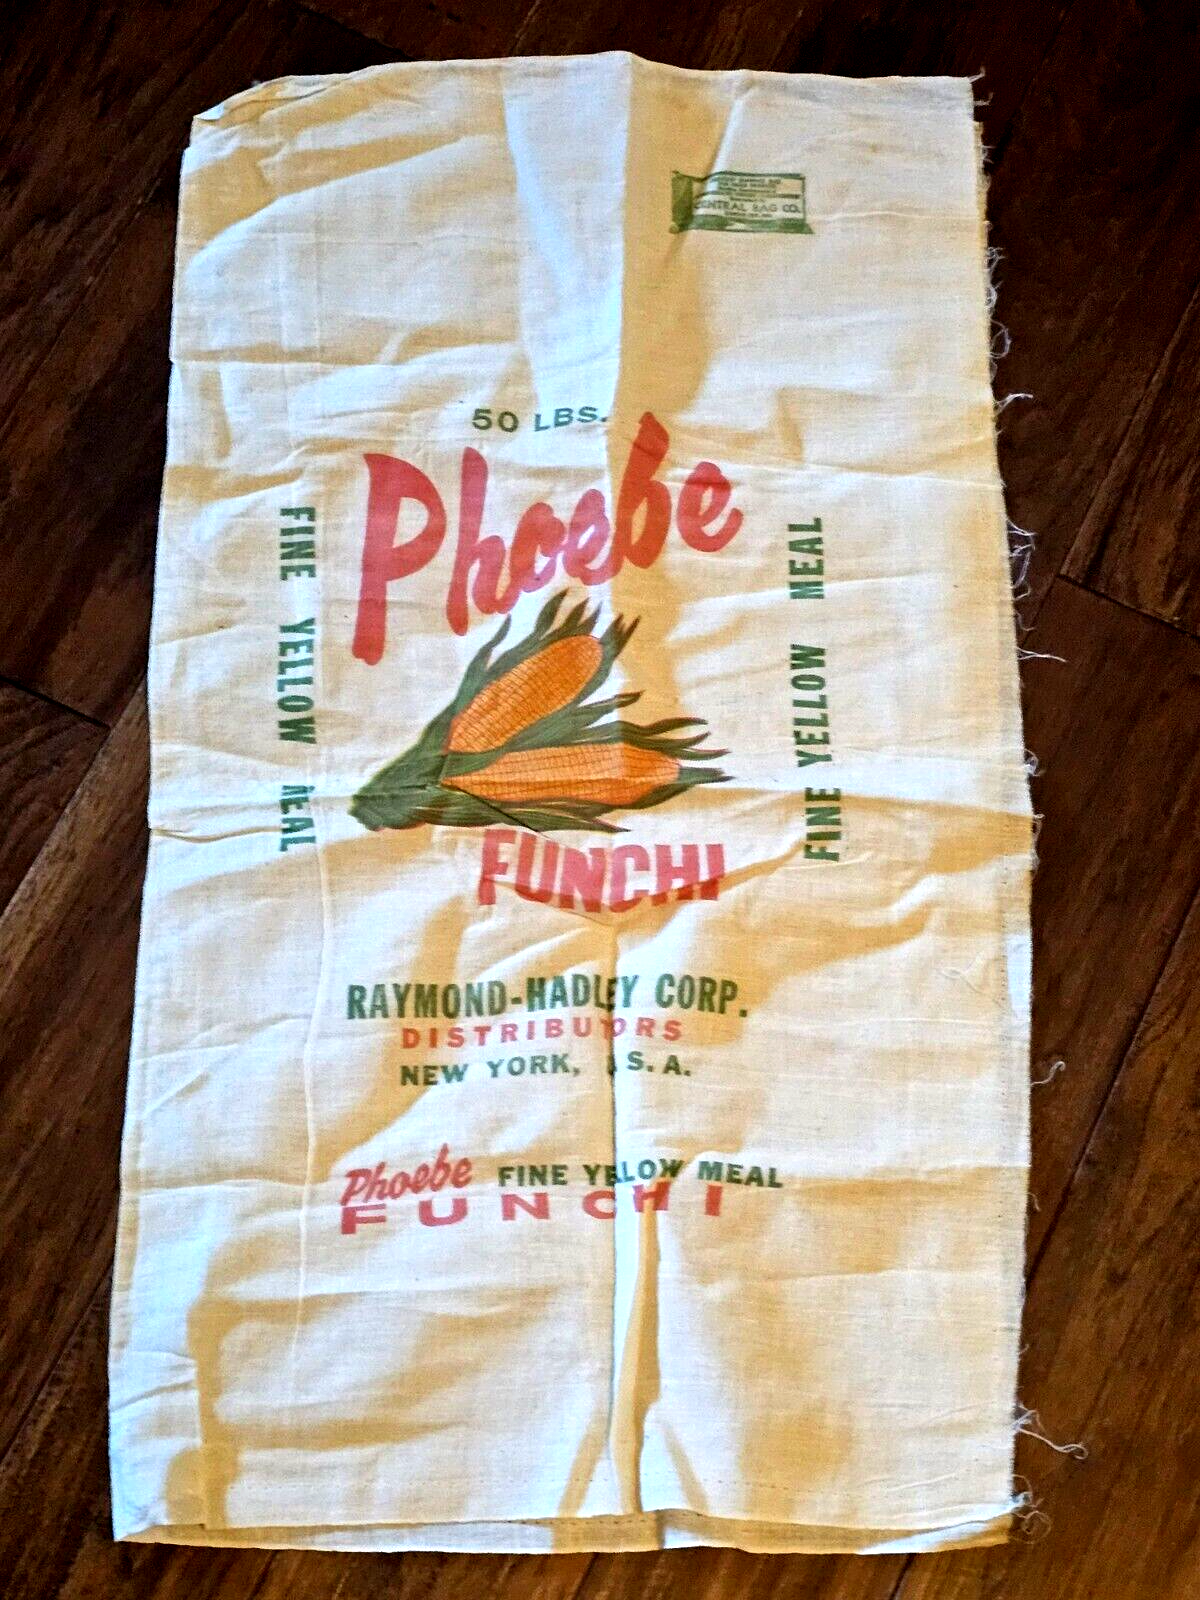 CENTRAL BAG CO.
50 LBS.
Phoebe
FINE YELLOW MEAL
FINE YELLOW MEAL
FUNCHI
RAYMOND-HADLEY CORP.
DISTRIBUTORS
NEW YORK, U.S.A.
Phoebe FINE YELLOW MEAL
FUNCHI